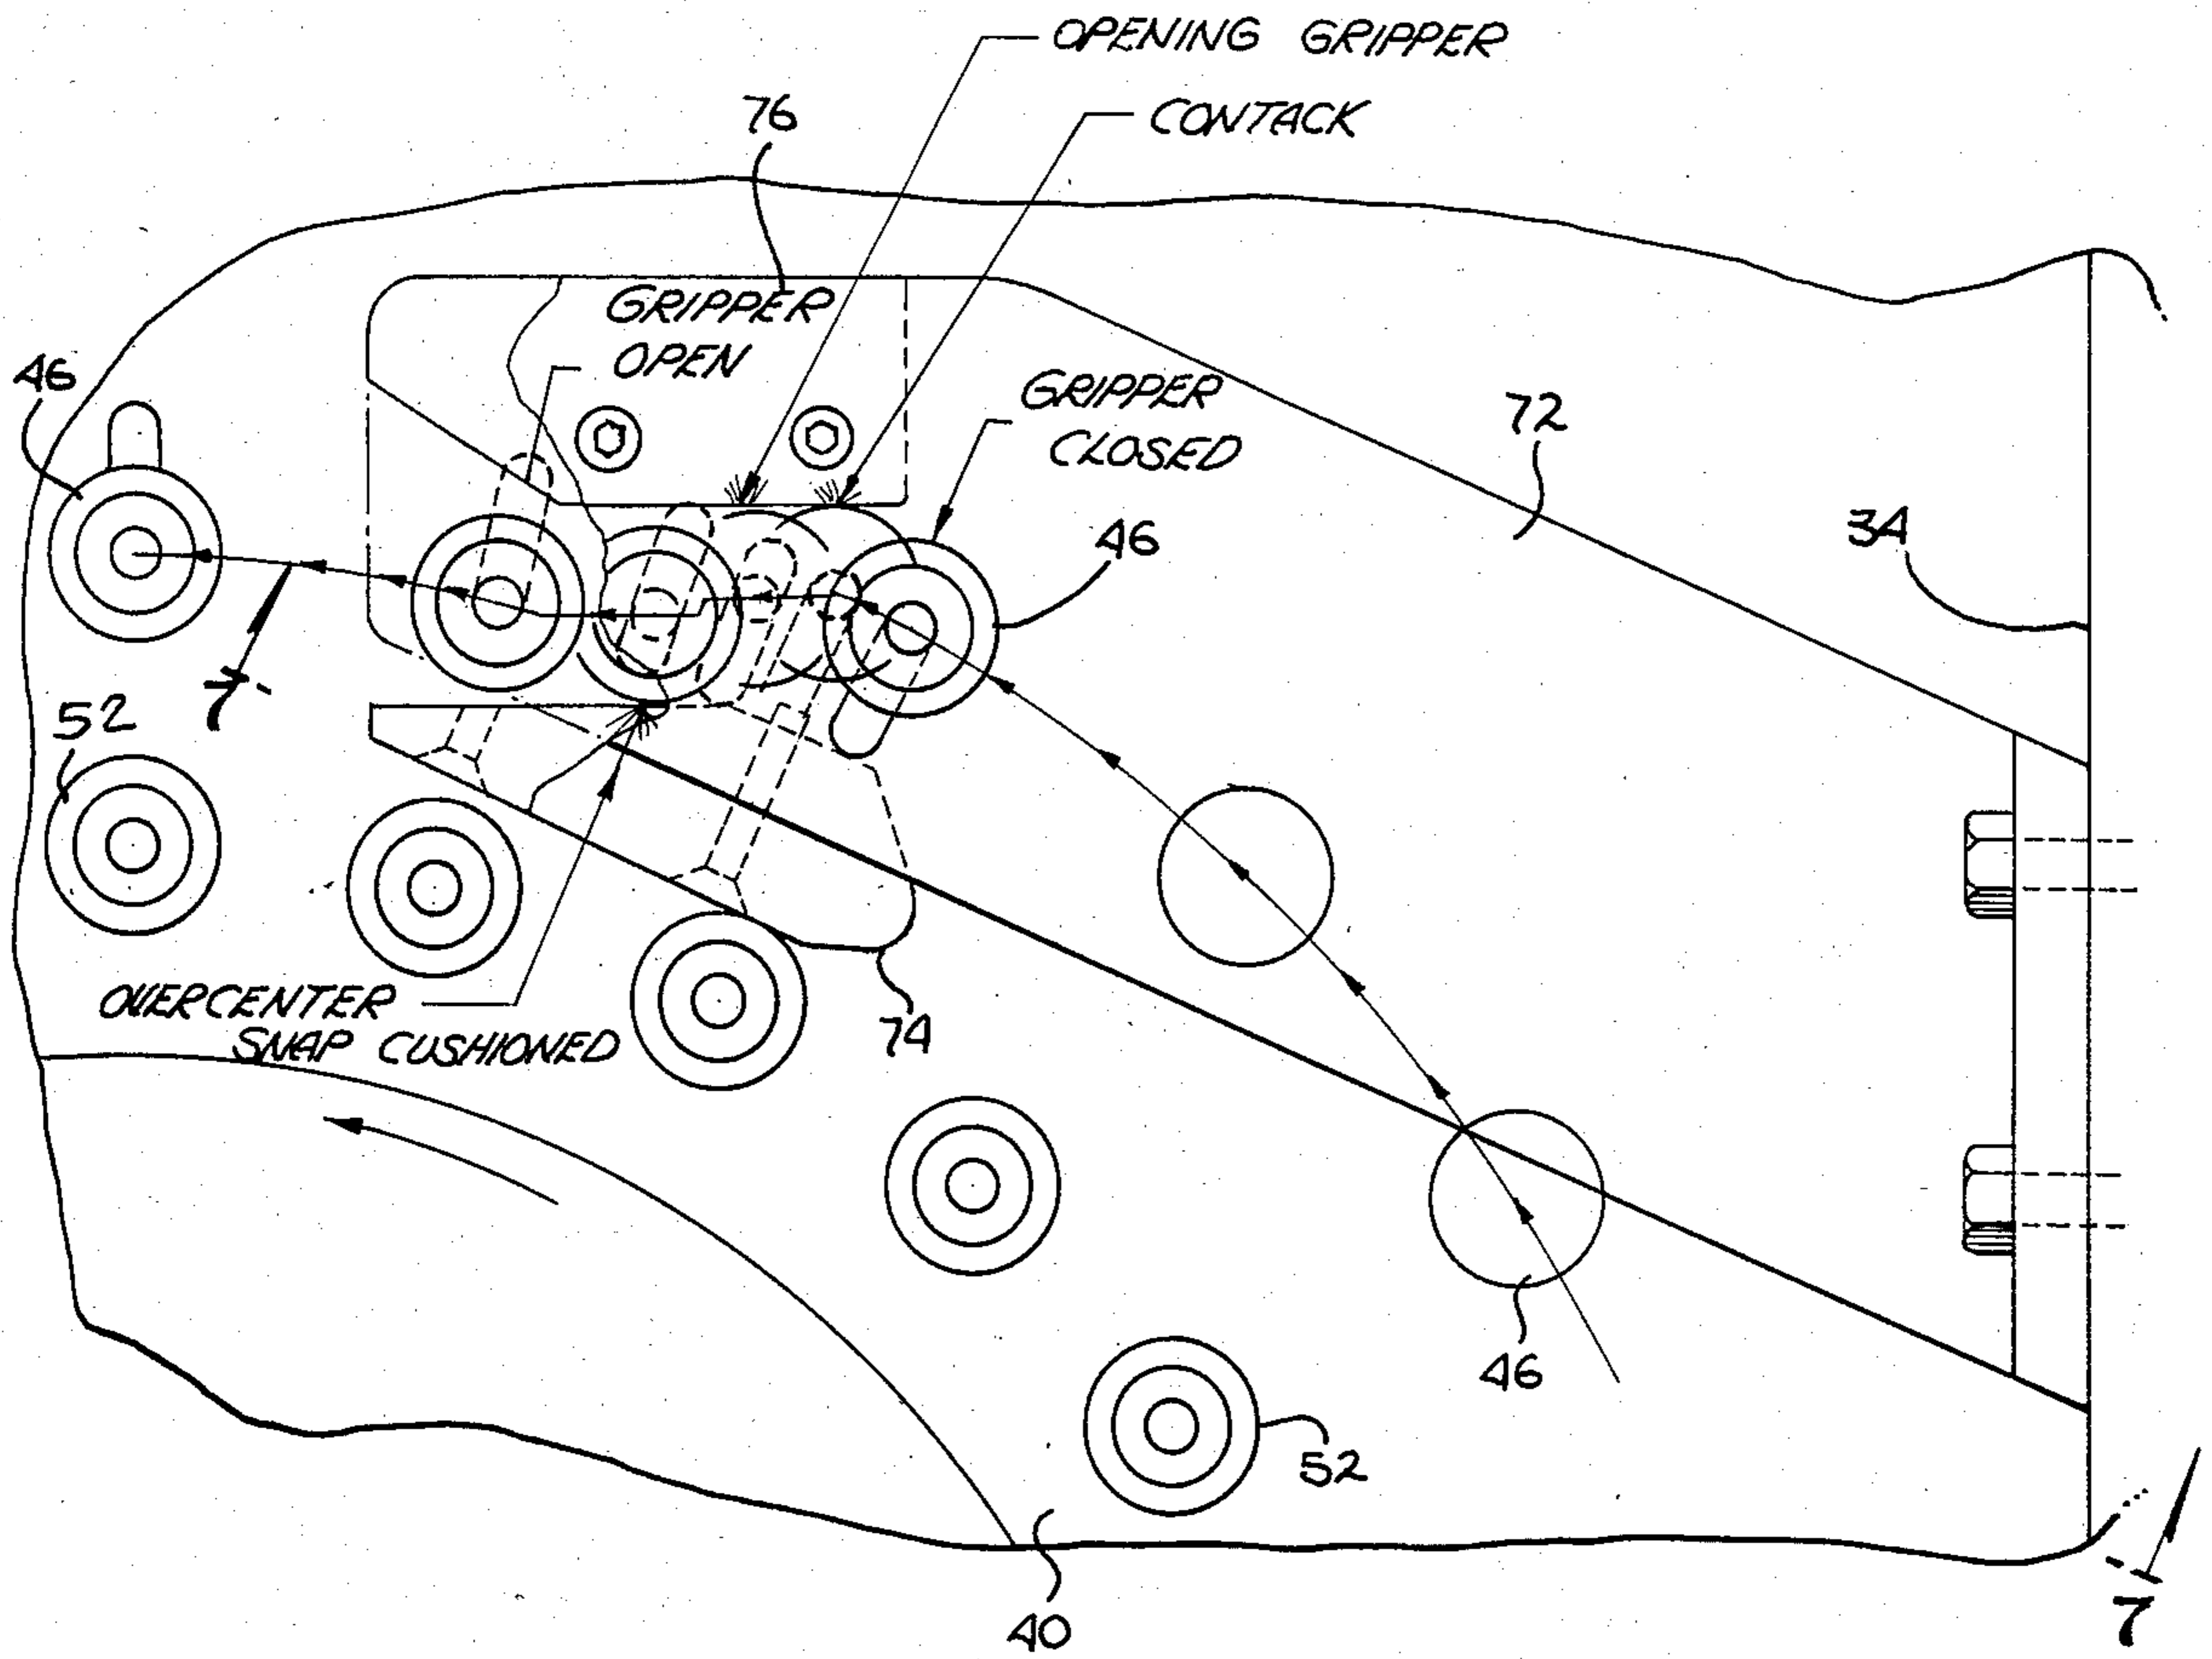 OPENING GRIPPER
CONTACK
76
GRIPPER
OPEN
46
GRIPPER
CLOSED
72
34
46
7
52
OVERCENTER
SNAP CUSHIONED
74
46
52
40
7